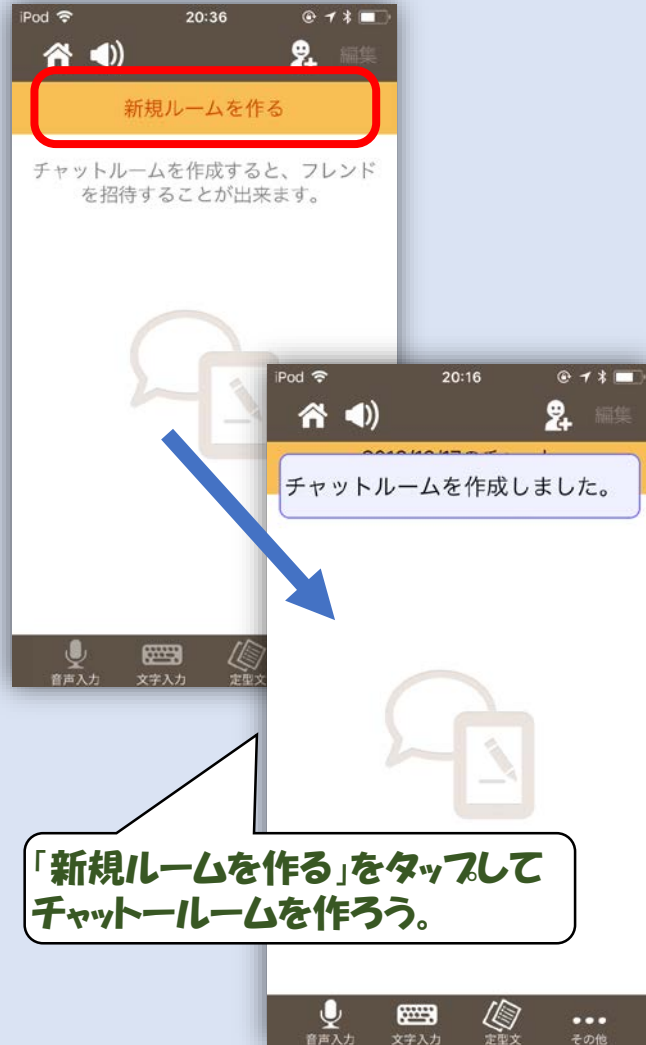 iPod 20:36
編集
新規ルームを作る
チャットルームを作成すると、フレンド
を招待することが出来ます。
音声入力 文字入力 定型文
iPod 20:16
編集
チャットルームを作成しました。
「新規ルームを作る」をタップして
チャットールームを作ろう。
音声入力 文字入力 定型文 その他